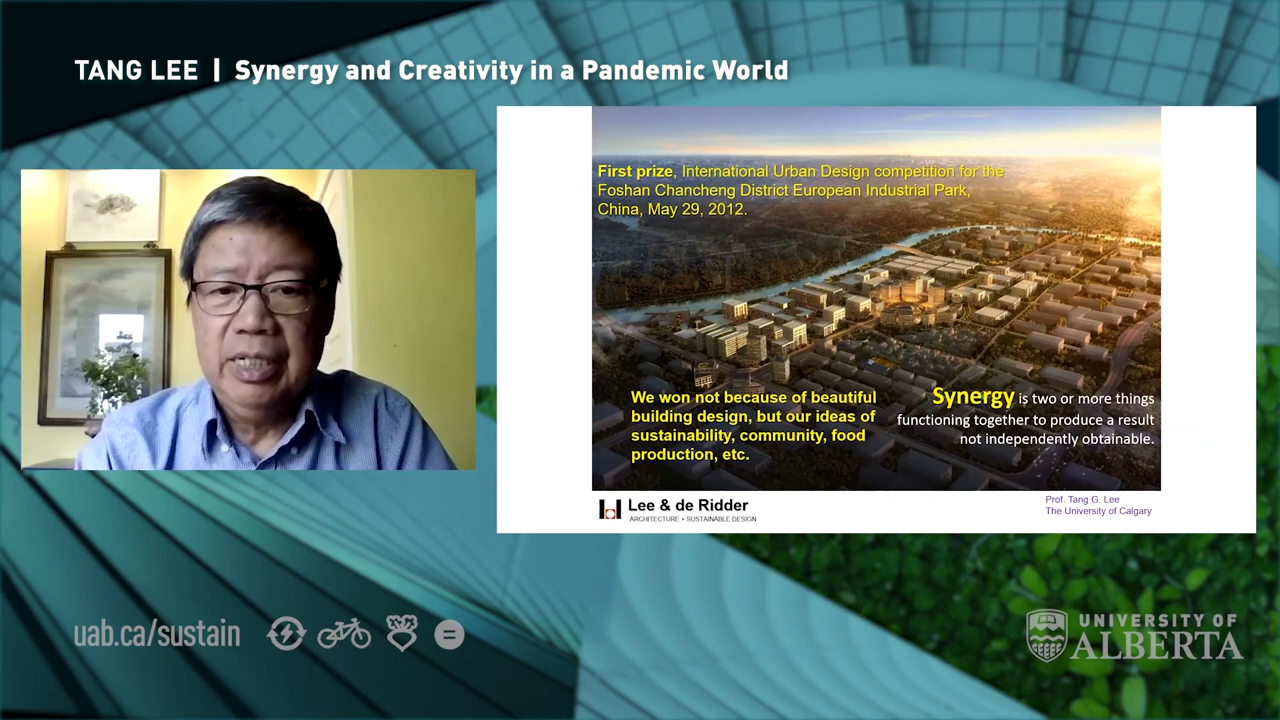 TANG LEE | Synergy and Creativity in a Pandemic World
First prize, International Urban Design competition for the
Foshan Chancheng District European Industrial Park,
China, May 29, 2012.
We won not because of beautiful
building design, but our ideas of
sustainability, community, food
production, etc.
Synergy is two or more things
functioning together to produce a result
not independently obtainable.
Lee & de Ridder
ARCHITECTURE • SUSTAINABLE DESIGN
Prof. Tang G. Lee
The University of Calgary
uab.ca/sustain
UNIVERSITY OF
ALBERTA